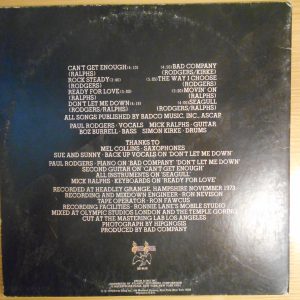 CAN'T GET ENOUGH
(RALPHS)
ROCK STEADY
(RODGERS)
READY FOR LOVE
(RALPHS)
DON'T LET ME DOWN
(RODGERS/RALPHS)
BAD COMPANY
(RODGERS/KIRKE)
THE WAY I CHOOSE
(RODGERS)
MOVIN' ON
(RALPHS)
SEAGULL
(RODGERS/RALPHS)
ALL SONGS PUBLISHED BY BADCO MUSIC, INC., ASCAP
PAUL RODGERS · VOCALS MICK RALPHS · GUITAR
BOZ BURRELL · BASS SIMON KIRKE · DRUMS
THANKS TO
MEL COLLINS · SAXOPHONES
SUE AND SUNNY · BACK UP VOCALS ON 'DON'T LET ME DOWN'
PAUL RODGERS · PIANO ON 'BAD COMPANY' 'DON'T LET ME DOWN'
SECOND GUITAR ON 'CAN'T GET ENOUGH'
ALL INSTRUMENTS ON 'SEAGULL'
MICK RALPHS · KEYBOARDS ON 'READY FOR LOVE'
RECORDED AT HEADLEY GRANGE, HAMPSHIRE NOVEMBER 1973
RECORDING AND MIXDOWN ENGINEER · RON NEVISON
TAPE OPERATOR · RON FAWCUS
RECORDING FACILITIES · RONNIE LANE'S MOBILE STUDIO
MIXED AT OLYMPIC STUDIOS LONDON AND THE TEMPLE GORING
CUT AT THE MASTERING LAB LOS ANGELES
PHOTOGRAPH BY HIPGNOSIS
PRODUCED BY BAD COMPANY